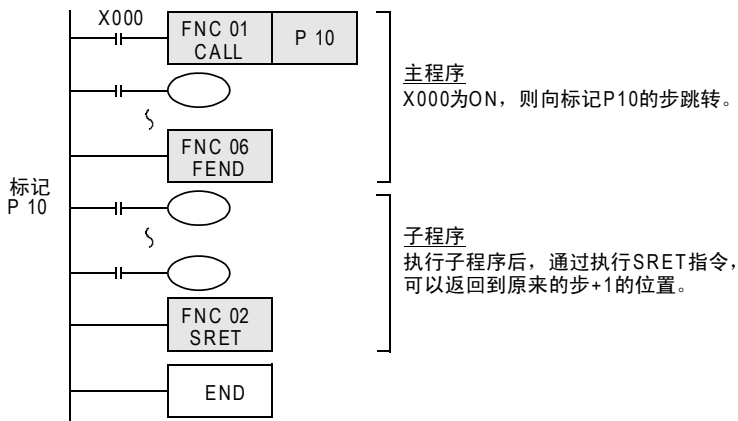 X000
FNC 01
CALL
P 10
主程序
X000为ON，则向标记P10的步跳转。
FNC 06
FEND
标记
P 10
子程序
执行子程序后，通过执行SRET指令，
可以返回到原来的步+1的位置。
FNC 02
SRET
END